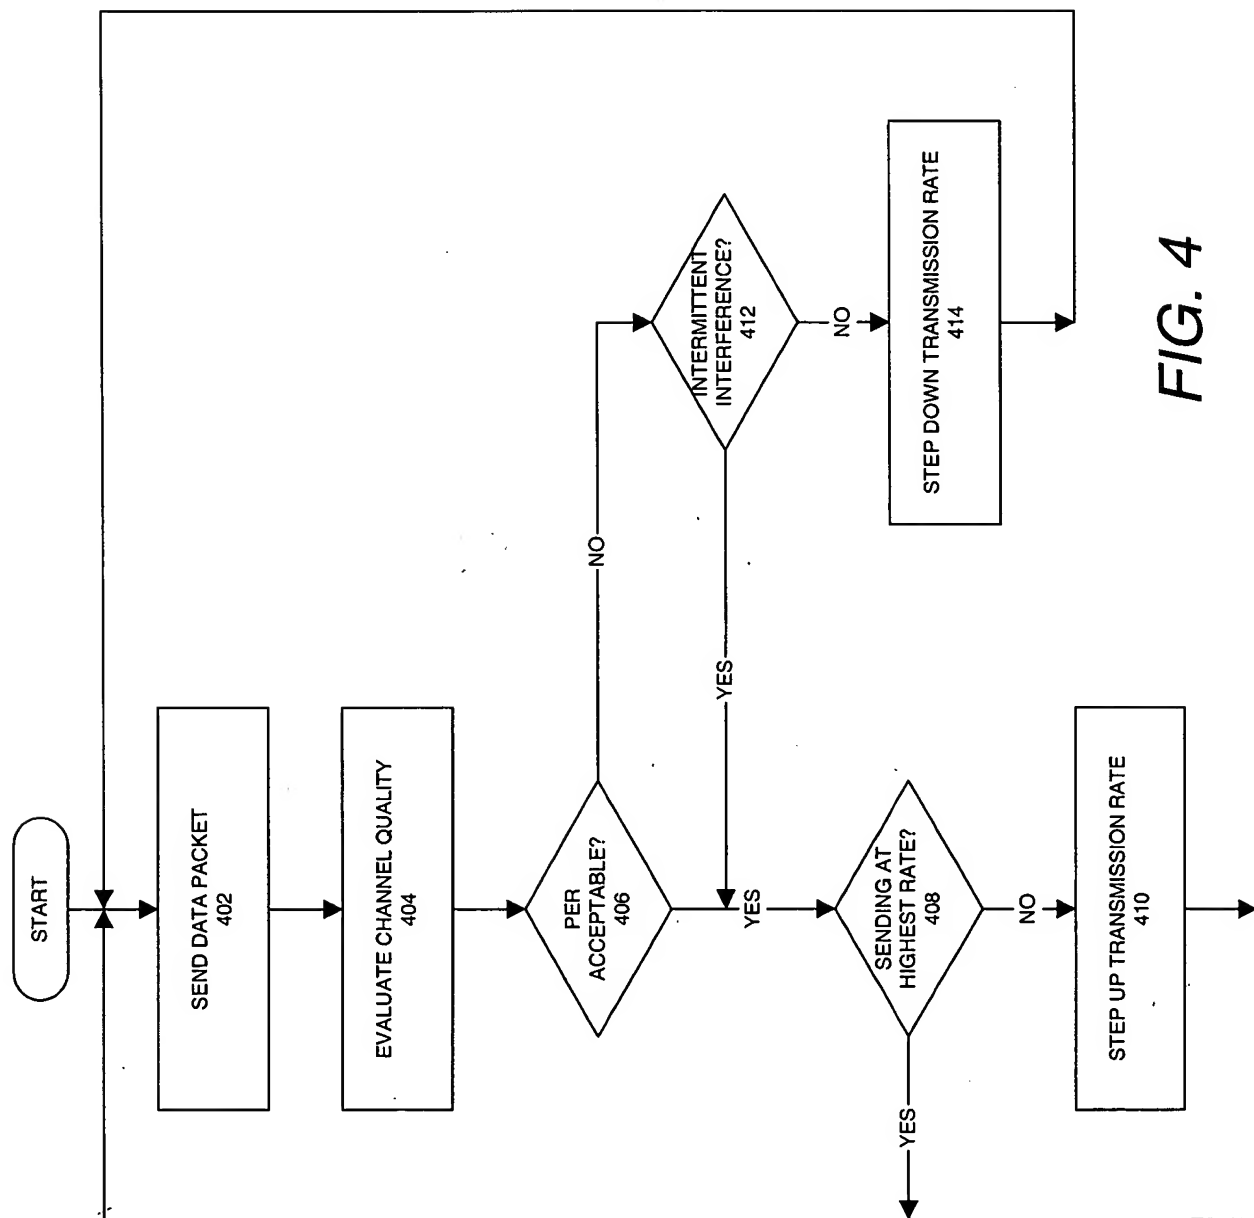 START
SEND DATA PACKET
402
EVALUATE CHANNEL QUALITY
404
PER
ACCEPTABLE?
406
NO
YES
INTERMITTENT
INTERFERENCE?
412
YES
NO
SENDING AT
HIGHEST RATE?
408
YES
NO
STEP DOWN TRANSMISSION RATE
414
STEP UP TRANSMISSION RATE
410
FIG. 4